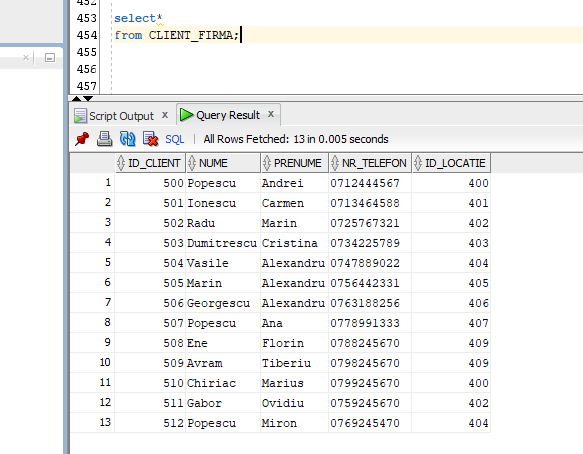 452
453 select*
454 from CLIENT_FIRMA;
455
456
457
Script Output x Query Result x
SQL | All Rows Fetched: 13 in 0.005 seconds
ID_CLIENT NUME PRENUME NR_TELEFON ID_LOCATIE
1 500 Popescu Andrei 0712444567 400
2 501 Ionescu Carmen 0713464588 401
3 502 Radu Marin 0725767321 402
4 503 Dumitrescu Cristina 0734225789 403
5 504 Vasile Alexandru 0747889022 404
6 505 Marin Alexandru 0756442331 405
7 506 Georgescu Alexandru 0763188256 406
8 507 Popescu Ana 0778991333 407
9 508 Ene Florin 0788245670 409
10 509 Avram Tiberiu 0798245670 409
11 510 Chiriac Marius 0799245670 400
12 511 Gabor Ovidiu 0759245670 402
13 512 Popescu Miron 0769245470 404